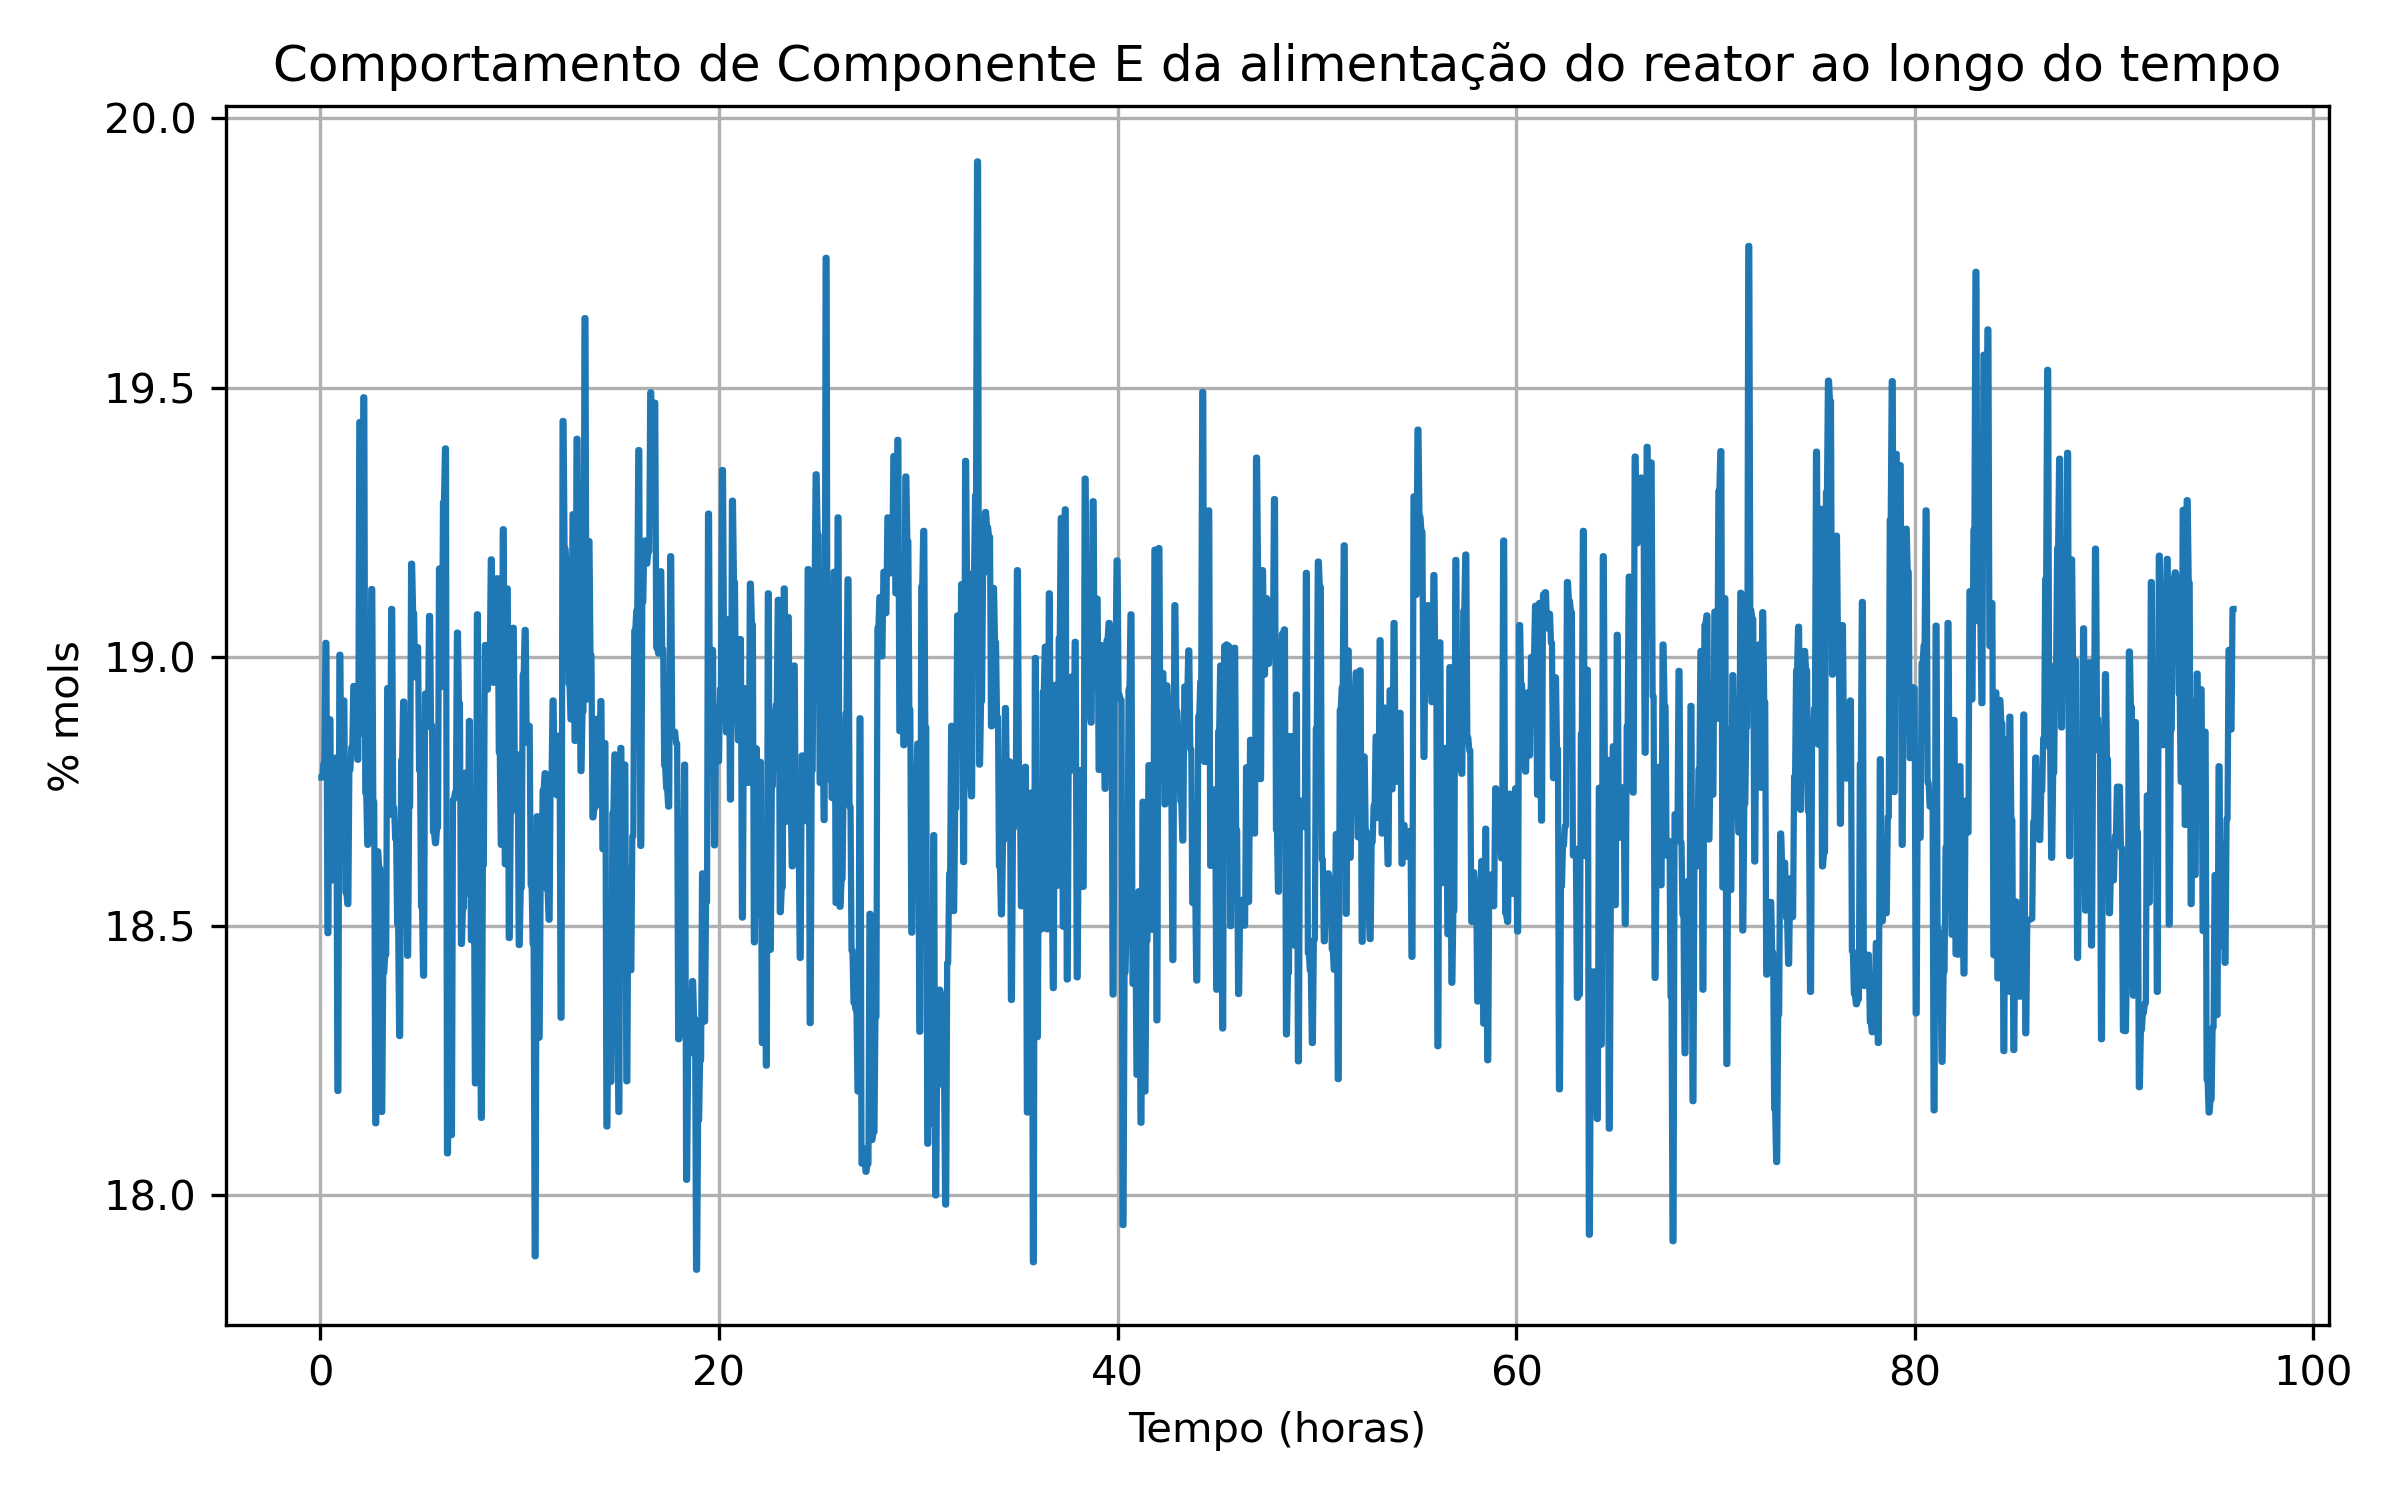 Comportamento de Componente E da alimentação do reator ao longo do tempo
20.0
19.5
19.0
18.5
18.0
% mols
0 20 40 60 80 100
Tempo (horas)